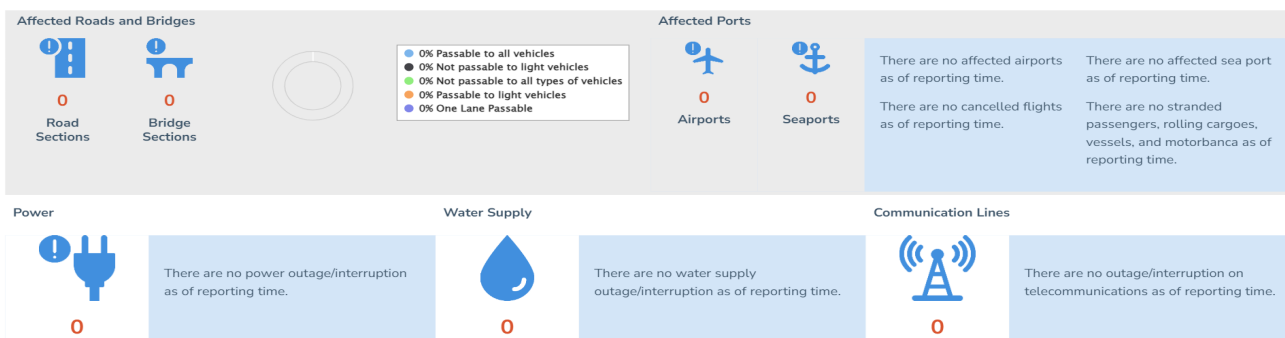 Affected Roads and Bridges
0
Road
Sections
0
Bridge
Sections
0% Passable to all vehicles
0% Not passable to light vehicles
0% Not passable to all types of vehicles
0% Passable to light vehicles
0% One Lane Passable
Affected Ports
0
Airports
0
Seaports
There are no affected airports
as of reporting time.
There are no cancelled flights
as of reporting time.
There are no affected sea port
as of reporting time.
There are no stranded
passengers, rolling cargoes,
vessels, and motorbanca as of
reporting time.
Power
0
There are no power outage/interruption
as of reporting time.
Water Supply
0
There are no water supply
outage/interruption as of reporting time.
Communication Lines
0
There are no outage/interruption on
telecommunications as of reporting time.